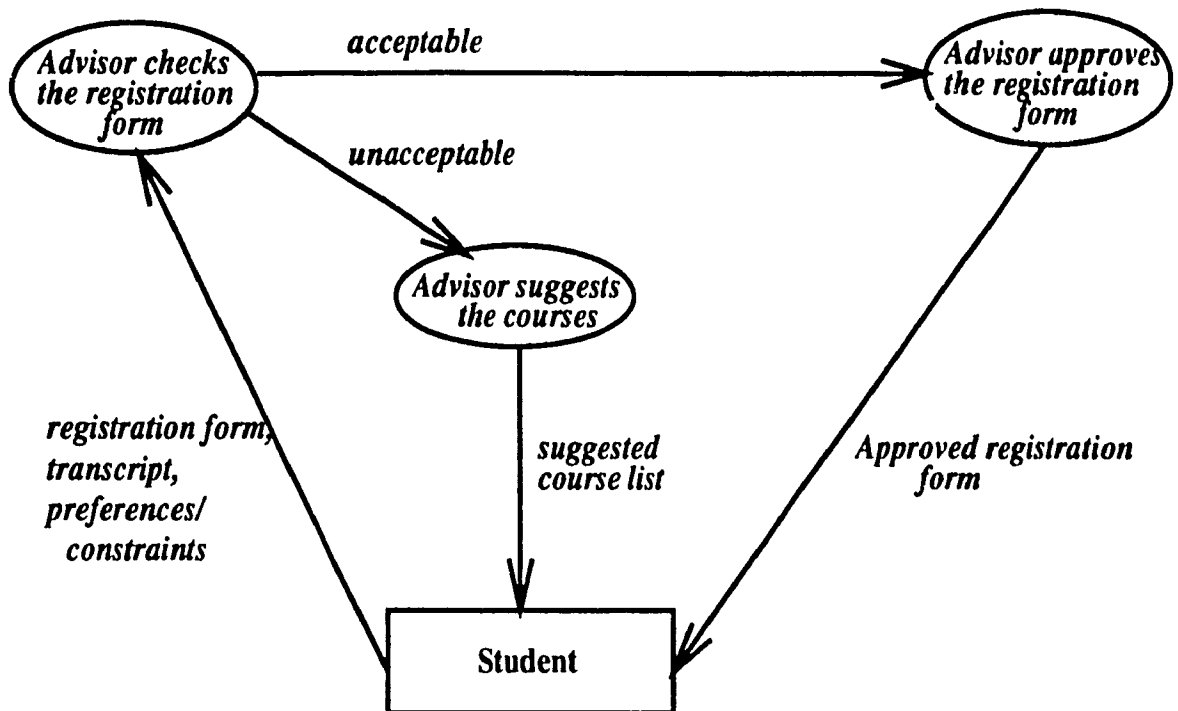 Advisor checks
the registration
form
acceptable
Advisor approves
the registration
form
unacceptable
Advisor suggests
the courses
registration form,
transcript,
preferences/
constraints
suggested
course list
Approved registration
form
Student